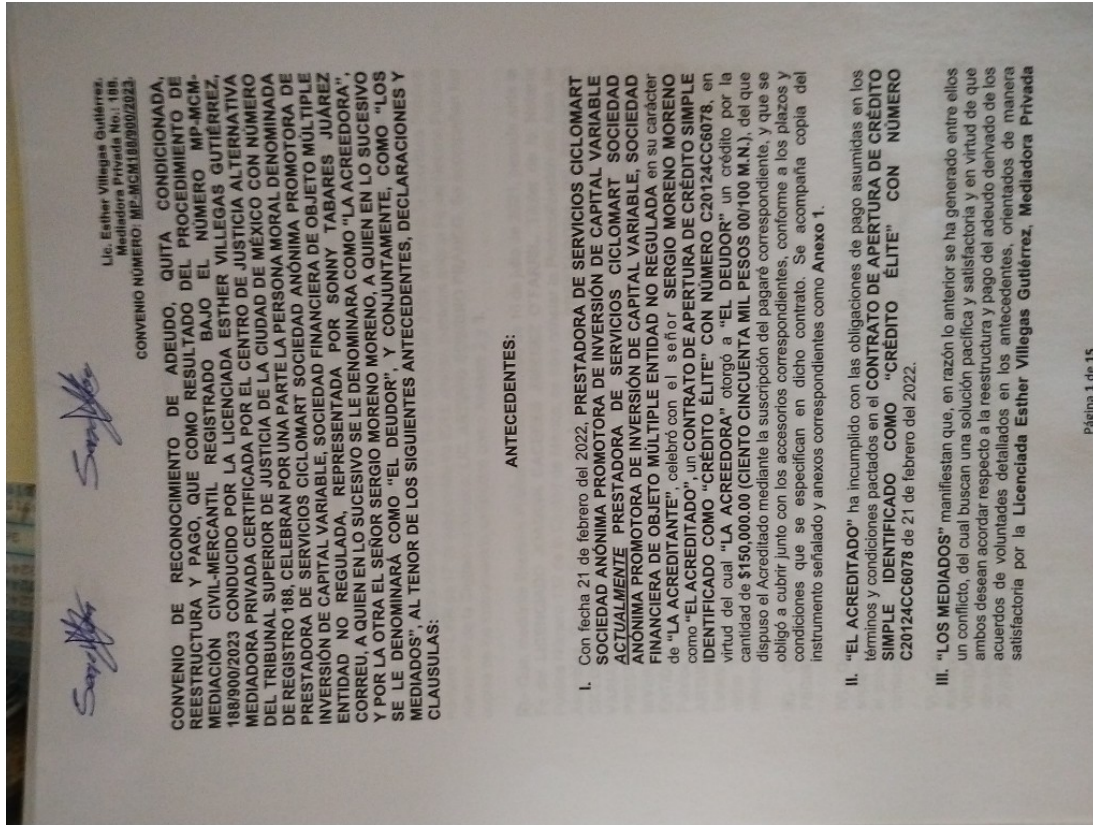 Lic. Esther Villegas Gutiérrez.
Mediadora Privada No.: 188.
CONVENIO NÚMERO: MP-MCM188/900/2023.
CONVENIO DE RECONOCIMIENTO DE ADEUDO, QUITA CONDICIONADA,
REESTRUCTURA Y PAGO, QUE COMO RESULTADO DEL PROCEDIMIENTO DE
MEDIACIÓN CIVIL-MERCANTIL REGISTRADO BAJO EL NÚMERO MP-MCM-
188/900/2023 CONDUCIDO POR LA LICENCIADA ESTHER VILLEGAS GUTIÉRREZ,
MEDIADORA PRIVADA CERTIFICADA POR EL CENTRO DE JUSTICIA ALTERNATIVA
DEL TRIBUNAL SUPERIOR DE JUSTICIA DE LA CIUDAD DE MÉXICO CON NÚMERO
DE REGISTRO 188, CELEBRAN POR UNA PARTE LA PERSONA MORAL DENOMINADA
PRESTADORA DE SERVICIOS CICLOMART SOCIEDAD ANÓNIMA PROMOTORA DE
INVERSIÓN DE CAPITAL VARIABLE, SOCIEDAD FINANCIERA DE OBJETO MÚLTIPLE
ENTIDAD NO REGULADA, REPRESENTADA POR SONNY TABARES JUÁREZ
CORREU, A QUIEN EN LO SUCESIVO SE LE DENOMINARA COMO "LA ACREEDORA",
Y POR LA OTRA EL SEÑOR SERGIO MORENO MORENO, A QUIEN EN LO SUCESIVO
SE LE DENOMINARÁ COMO "EL DEUDOR", Y CONJUNTAMENTE, COMO "LOS
MEDIADOS", AL TENOR DE LOS SIGUIENTES ANTECEDENTES, DECLARACIONES Y
CLAUSULÁS:
ANTECEDENTES:
I. Con fecha 21 de febrero del 2022, PRESTADORA DE SERVICIOS CICLOMART
SOCIEDAD ANÓNIMA PROMOTORA DE INVERSIÓN DE CAPITAL VARIABLE
ACTUALMENTE PRESTADORA DE SERVICIOS CICLOMART SOCIEDAD
ANÓNIMA PROMOTORA DE INVERSIÓN DE CAPITAL VARIABLE, SOCIEDAD
FINANCIERA DE OBJETO MÚLTIPLE ENTIDAD NO REGULADA en su carácter
de "LA ACREDITANTE", celebró con el señor SERGIO MORENO MORENO
como "EL ACREDITADO", un CONTRATO DE APERTURA DE CRÉDITO SIMPLE
IDENTIFICADO COMO "CRÉDITO ÉLITE" CON NÚMERO C20124CC6078, en
virtud del cual "LA ACREEDORA" otorgó a "EL DEUDOR" un crédito por la
cantidad de $150,000.00 (CIENTO CINCUENTA MIL PESOS 00/100 M.N.), del que
dispuso el Acreditado mediante la suscripción del pagaré correspondiente, y que se
obligó a cubrir junto con los accesorios correspondientes, conforme a los plazos y
condiciones que se especifican en dicho contrato. Se acompaña copia del
instrumento señalado y anexos correspondientes como Anexo 1.
II. "EL ACREDITADO" ha incumplido con las obligaciones de pago asumidas en los
términos y condiciones pactados en el CONTRATO DE APERTURA DE CRÉDITO
SIMPLE IDENTIFICADO COMO "CRÉDITO ÉLITE" CON NÚMERO
C20124CC6078 de 21 de febrero del 2022.
III. "LOS MEDIADOS" manifiestan que, en razón lo anterior se ha generado entre ellos
un conflicto, del cual buscan una solución pacífica y satisfactoria y en virtud de que
ambos desean acordar respecto a la reestructura y pago del adeudo derivado de los
acuerdos de voluntades detallados en los antecedentes, orientados de manera
satisfactoria por la Licenciada Esther Villegas Gutiérrez, Mediadora Privada
Página 1 de 15